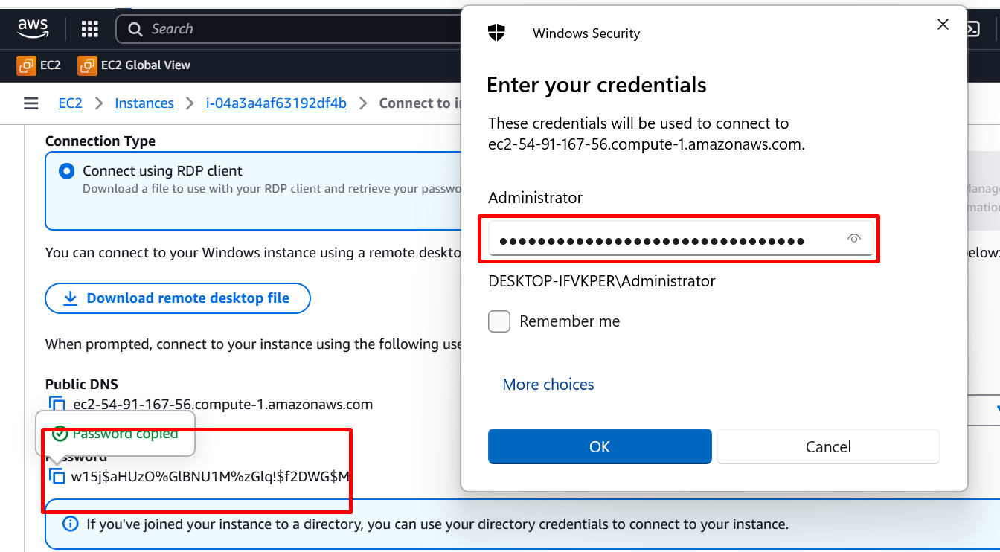 aws
Search
EC2
EC2 Global View
EC2
Instances
i-04a3a4af63192df4b
Connect to i
Connection Type
Connect using RDP client
Download a file to use with your RDP client and retrieve your passwo
You can connect to your Windows instance using a remote deskto
Download remote desktop file
When prompted, connect to your instance using the following use
Public DNS
ec2-54-91-167-56.compute-1.amazonaws.com
Password copied
Password
w15j$aHUzO%GlBNU1M%zGlq!$f2DWG$M
If you've joined your instance to a directory, you can use your directory credentials to connect to your instance.
Windows Security
Enter your credentials
These credentials will be used to connect to
ec2-54-91-167-56.compute-1.amazonaws.com.
Administrator
●●●●●●●●●●●●●●●●●●●●●●●●●●●●●●●●
DESKTOP-IFVKPER\Administrator
Remember me
More choices
OK
Cancel
elow: